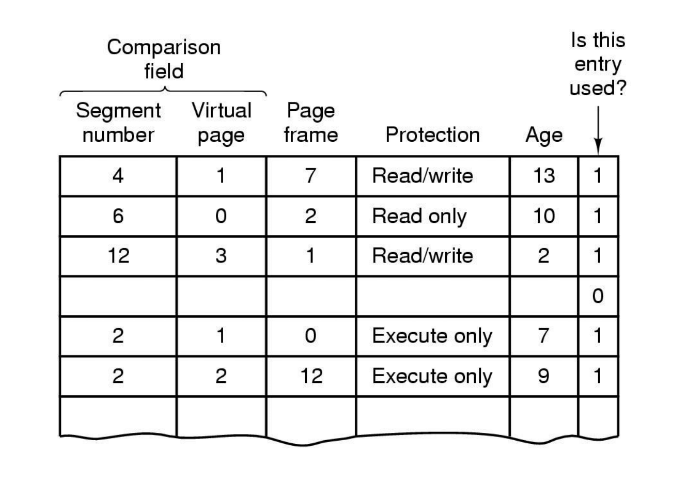 Comparison
field
Is this
entry
used?
Segment
number
Virtual
page
Page
frame
Protection
Age
4 1 7 Read/write 13 1
6 0 2 Read only 10 1
12 3 1 Read/write 2 1
0
2 1 0 Execute only 7 1
2 2 12 Execute only 9 1